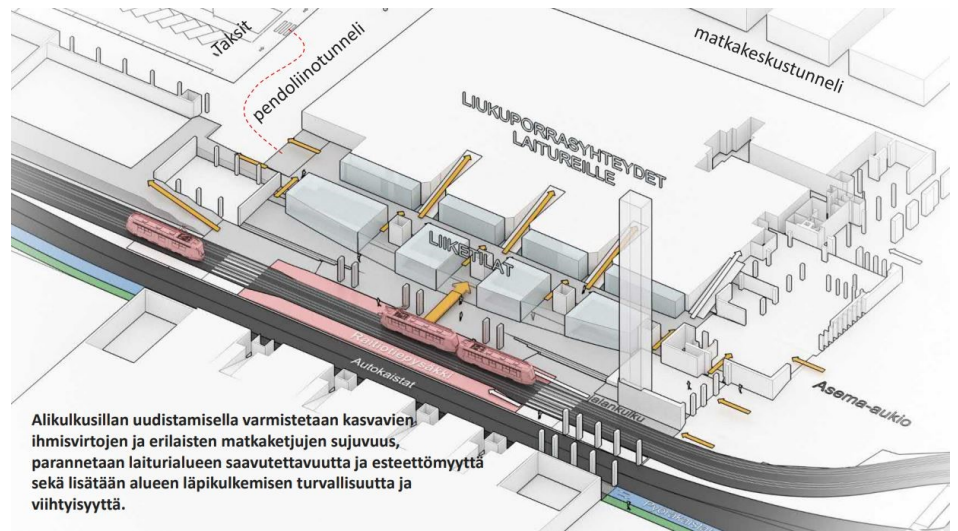 Taksit
pendoliinotunneli
matkakeskustunneli
LIUKUPORRASYHTEYDET
LAITUREILLE
LIIKETILAT
Raitiotiepysäkki
Autokaistat
Jalankulku
Asema-aukio
Alikulkusillan uudistamisella varmistetaan kasvavien
ihmisvirtojen ja erilaisten matkaketjujen sujuvuus,
parannetaan laiturialueen saavutettavuutta ja esteettömyyttä
sekä lisätään alueen läpikulkemisen turvallisuutta ja
viihtyisyyttä.